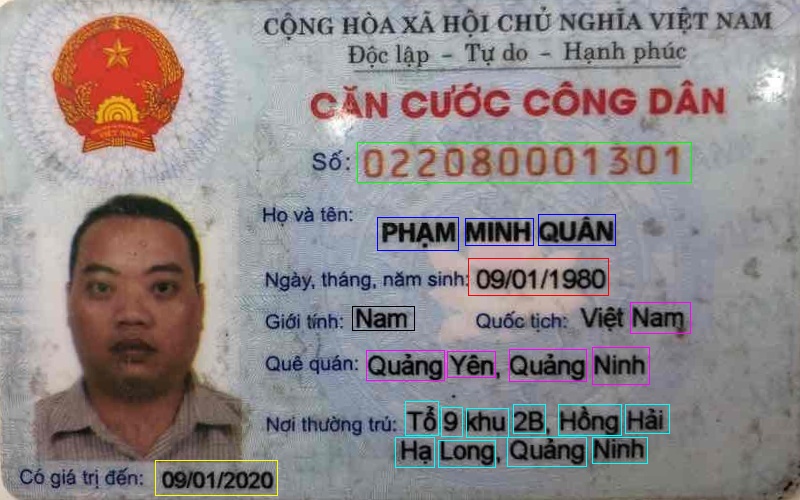 CỘNG HÒA XÃ HỘI CHỦ NGHĨA VIỆT NAM
Độc lập - Tự do - Hạnh phúc
CĂN CƯỚC CÔNG DÂN
Số: 022080001301
Họ và tên: PHẠM MINH QUÂN
Ngày, tháng, năm sinh: 09/01/1980
Giới tính: Nam Quốc tịch: Việt Nam
Quê quán: Quảng Yên, Quảng Ninh
Nơi thường trú: Tổ 9 khu 2B, Hồng Hải
Hạ Long, Quảng Ninh
Có giá trị đến: 09/01/2020